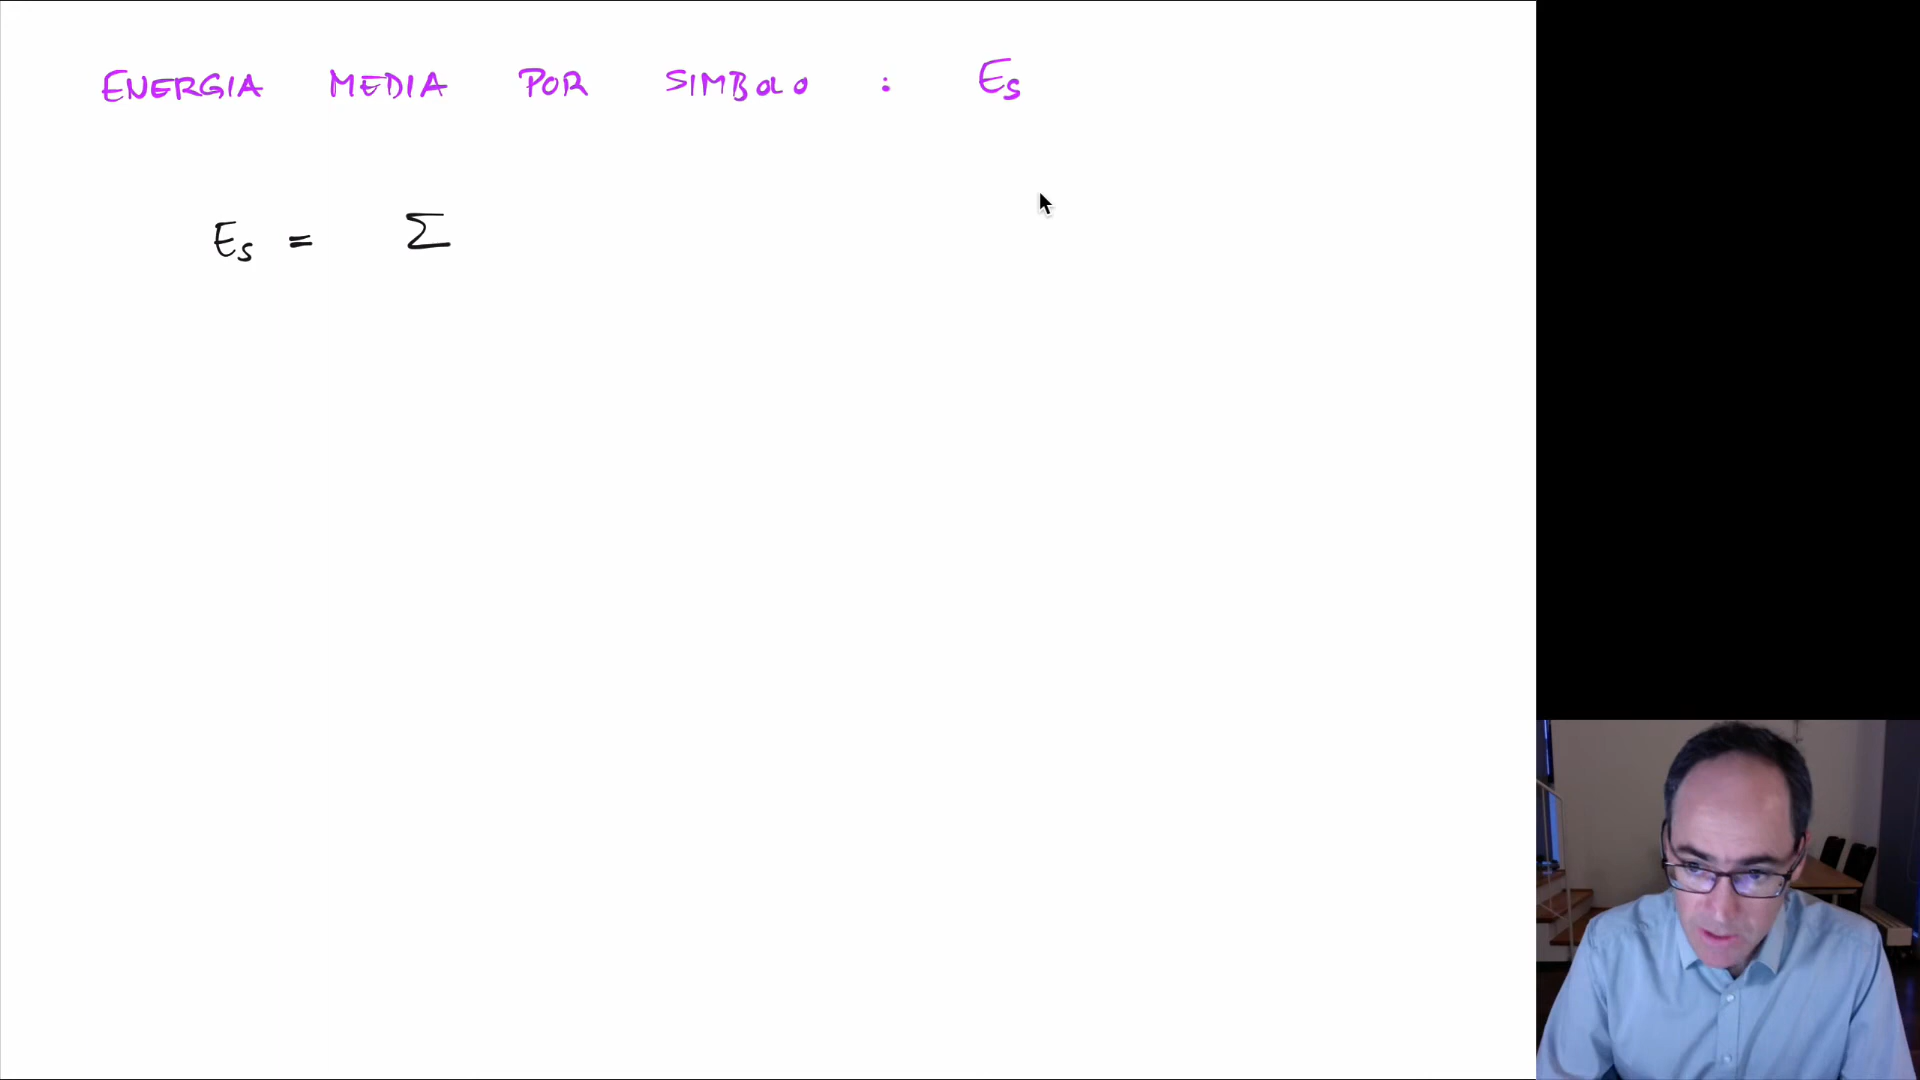 ENERGIA MEDIA POR SIMBOLO : Es
Es = Σ